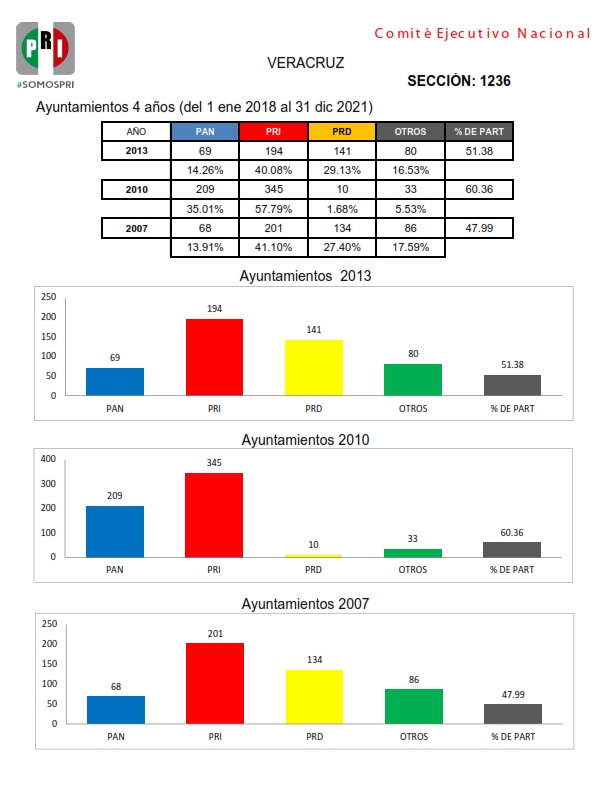 Comité Ejecutivo Nacional
PRI
#SOMOSPRI
VERACRUZ
SECCIÓN: 1236
Ayuntamientos 4 años (del 1 ene 2018 al 31 dic 2021)
AÑO PAN PRI PRD OTROS % DE PART
2013 69 194 141 80 51.38
14.26% 40.08% 29.13% 16.53%
2010 209 345 10 33 60.36
35.01% 57.79% 1.68% 5.53%
2007 68 201 134 86 47.99
13.91% 41.10% 27.40% 17.59%
Ayuntamientos 2013
250
200
150
100
50
0
69 194 141 80 51.38
PAN PRI PRD OTROS % DE PART
Ayuntamientos 2010
400
300
200
100
0
209 345 10 33 60.36
PAN PRI PRD OTROS % DE PART
Ayuntamientos 2007
250
200
150
100
50
0
68 201 134 86 47.99
PAN PRI PRD OTROS % DE PART